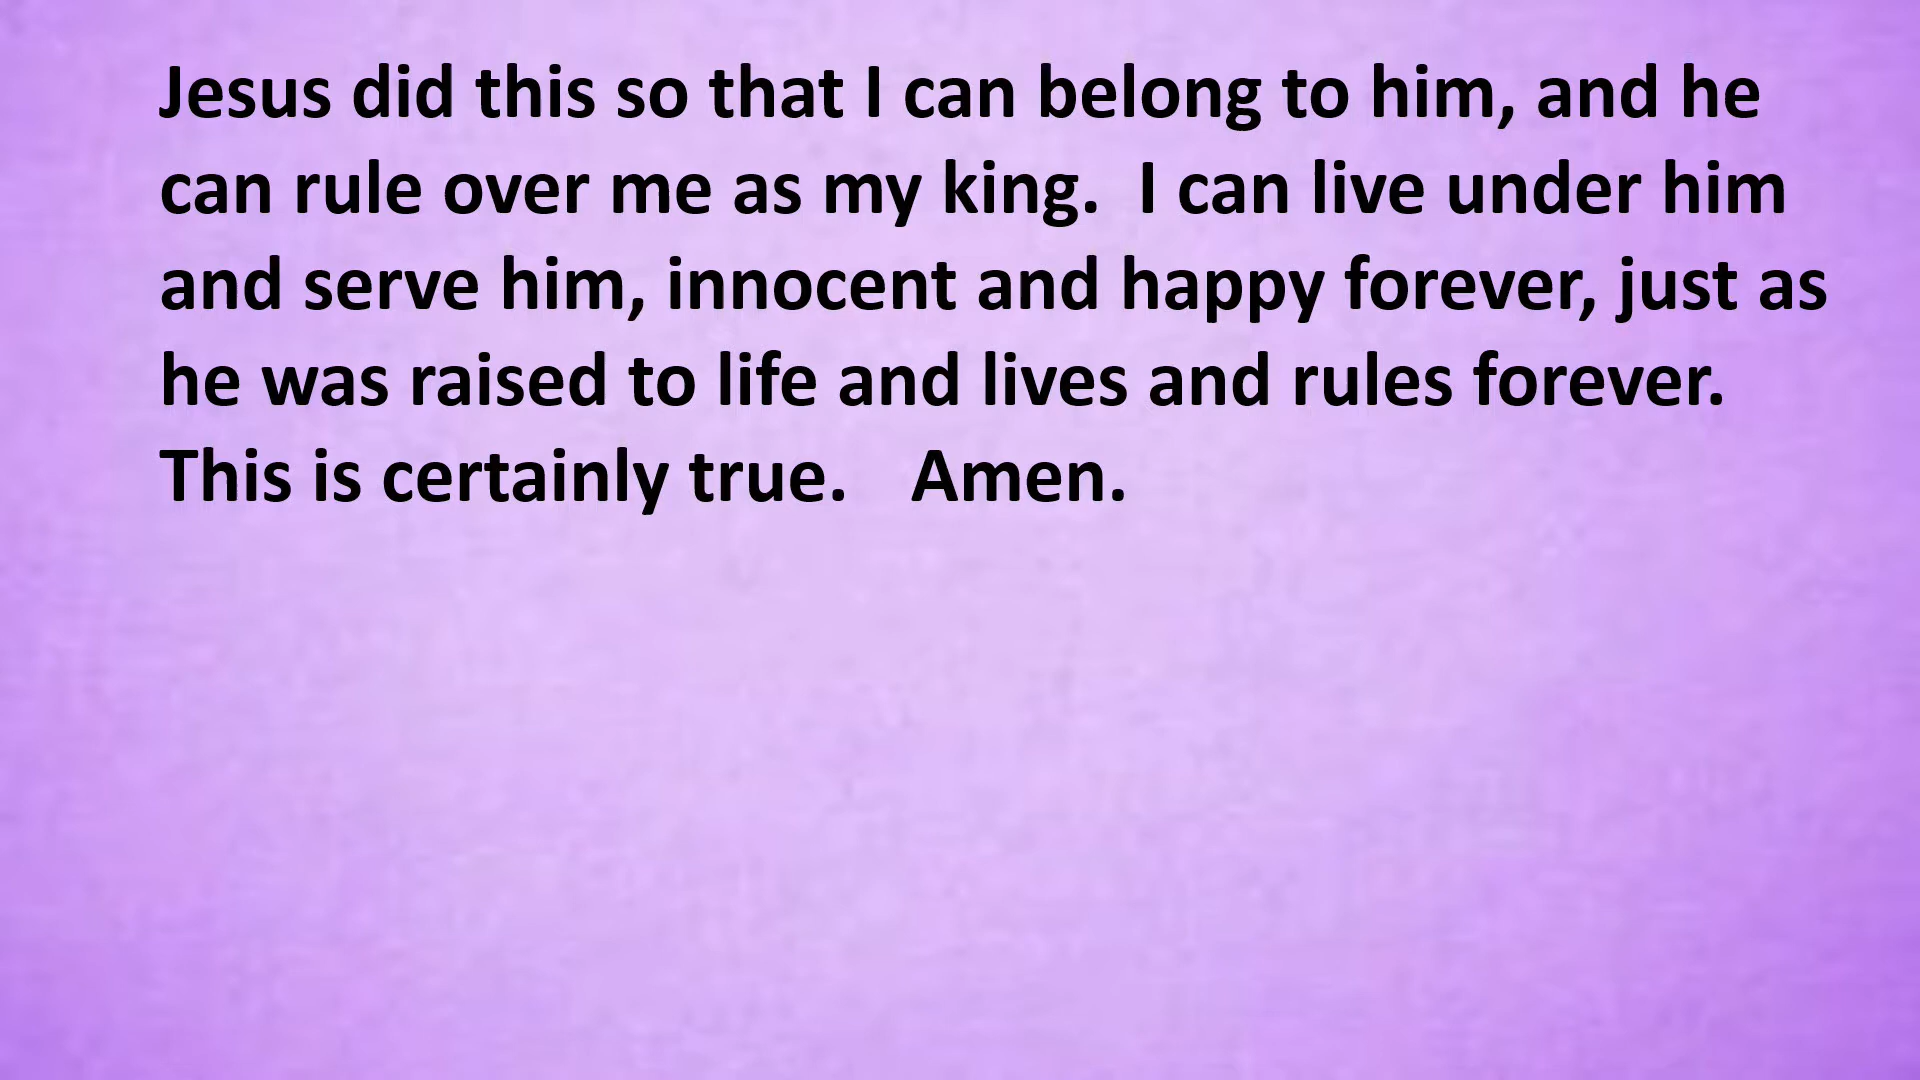 Jesus did this so that I can belong to him, and he
can rule over me as my king.  I can live under him
and serve him, innocent and happy forever, just as
he was raised to life and lives and rules forever.
This is certainly true.   Amen.